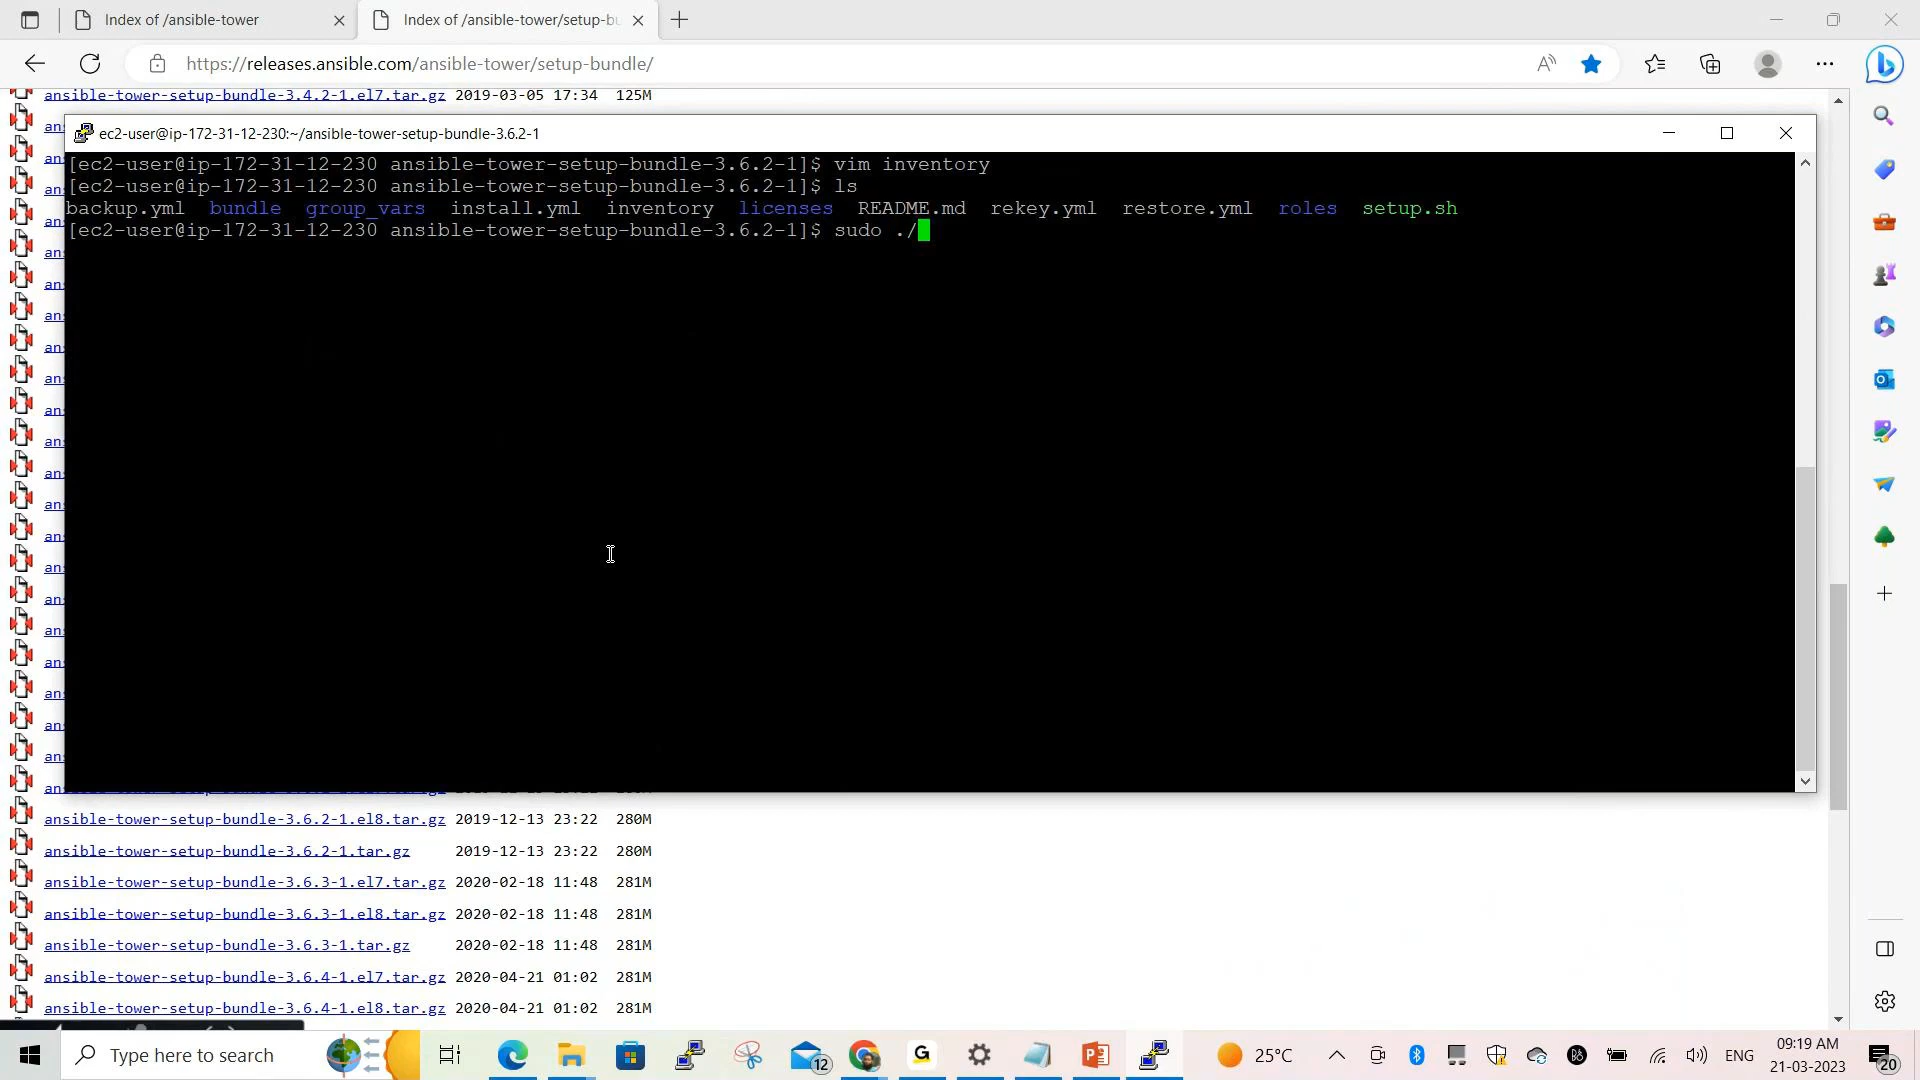 Index of /ansible-tower
Index of /ansible-tower/setup-bu
https://releases.ansible.com/ansible-tower/setup-bundle/
ansible-tower-setup-bundle-3.4.2-1.el7.tar.gz 2019-03-05 17:34 125M
ec2-user@ip-172-31-12-230:~/ansible-tower-setup-bundle-3.6.2-1
[ec2-user@ip-172-31-12-230 ansible-tower-setup-bundle-3.6.2-1]$ vim inventory
[ec2-user@ip-172-31-12-230 ansible-tower-setup-bundle-3.6.2-1]$ ls
backup.yml bundle group_vars install.yml inventory licenses README.md rekey.yml restore.yml roles setup.sh
[ec2-user@ip-172-31-12-230 ansible-tower-setup-bundle-3.6.2-1]$ sudo ./
ansible-tower-setup-bundle-3.6.2-1.el8.tar.gz 2019-12-13 23:22 280M
ansible-tower-setup-bundle-3.6.2-1.tar.gz 2019-12-13 23:22 280M
ansible-tower-setup-bundle-3.6.3-1.el7.tar.gz 2020-02-18 11:48 281M
ansible-tower-setup-bundle-3.6.3-1.el8.tar.gz 2020-02-18 11:48 281M
ansible-tower-setup-bundle-3.6.3-1.tar.gz 2020-02-18 11:48 281M
ansible-tower-setup-bundle-3.6.4-1.el7.tar.gz 2020-04-21 01:02 281M
ansible-tower-setup-bundle-3.6.4-1.el8.tar.gz 2020-04-21 01:02 281M
Type here to search
12
G
25°C
ENG
09:19 AM
21-03-2023
20